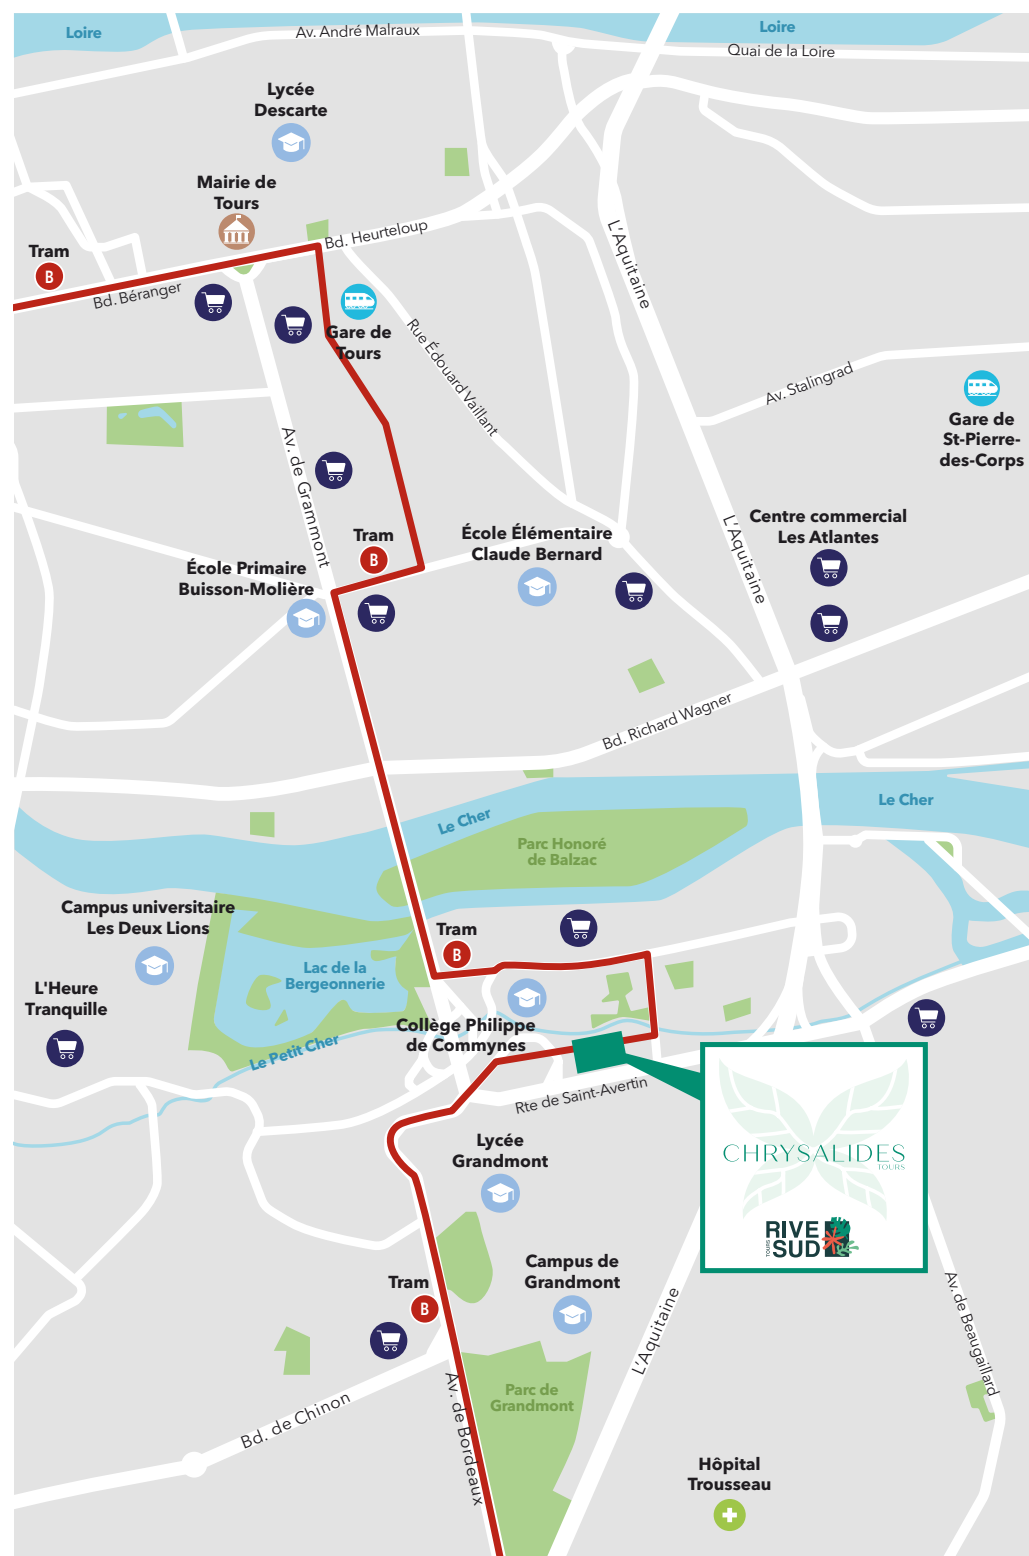 Loire
Av. André Malraux
Loire
Quai de la Loire
Lycée
Descarte
Mairie de
Tours
Bd. Heurteloup
Tram
B
Bd. Béranger
L'Aquitaine
Gare de
Tours
Rue Édouard Vaillant
Av. Stalingrad
Gare de
St-Pierre-
des-Corps
Av. de Grammont
Tram
B
École Élémentaire
Claude Bernard
L'Aquitaine
Centre commercial
Les Atlantes
École Primaire
Buisson-Molière
Bd. Richard Wagner
Le Cher
Le Cher
Parc Honoré
de Balzac
Campus universitaire
Les Deux Lions
Tram
B
Lac de la
Bergeonnerie
L'Heure
Tranquille
Collège Philippe
de Commynes
Le Petit Cher
Rte de Saint-Avertin
CHRYSALIDES
TOURS
RIVE
TOURS
SUD
Lycée
Grandmont
Campus de
Grandmont
Tram
B
L'Aquitaine
Av. de Beaugaillard
Parc de
Grandmont
Bd. de Chinon
Av. de Bordeaux
Hôpital
Trousseau